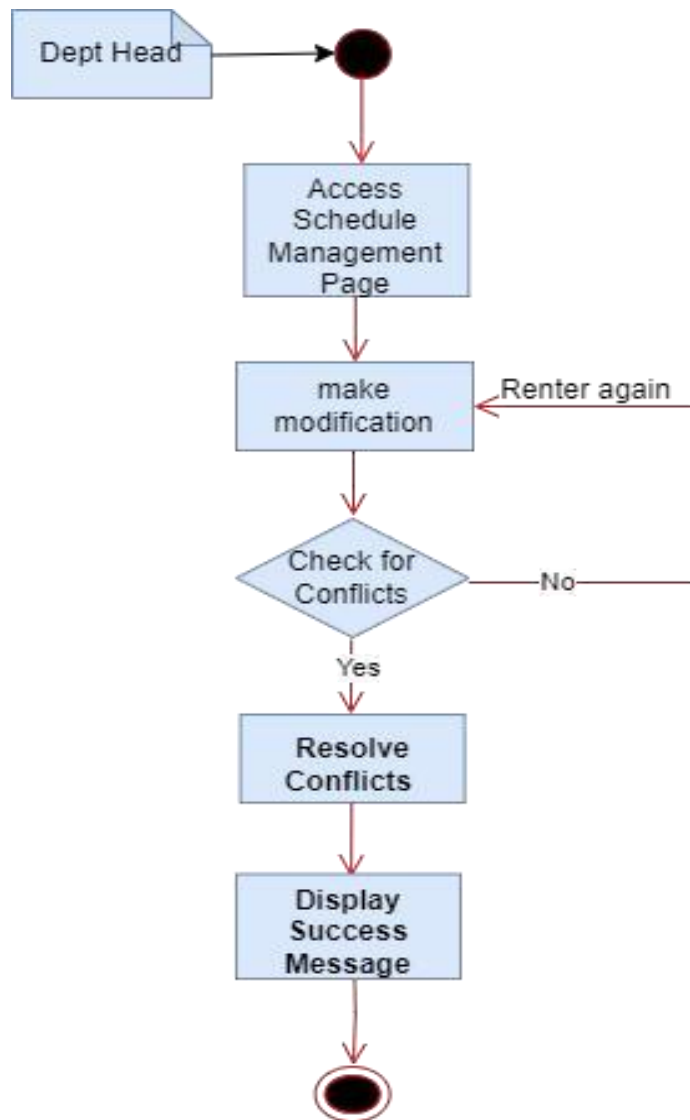 Dept Head
Access
Schedule
Management
Page
make
modification
Renter again
Check for
Conflicts
No
Yes
Resolve
Conflicts
Display
Success
Message